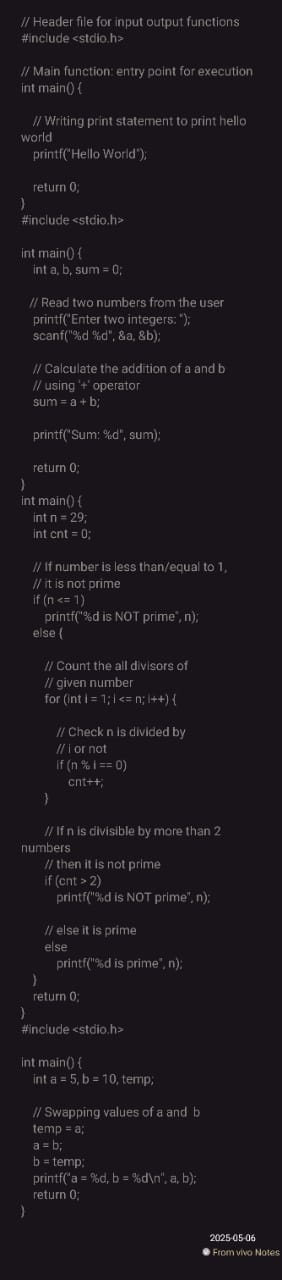 // Header file for input output functions
#include <stdio.h>

// Main function: entry point for execution
int main() {

    // Writing print statement to print hello
world
    printf("Hello World");

    return 0;
}
#include <stdio.h>

int main() {
    int a, b, sum = 0;

   // Read two numbers from the user
    printf("Enter two integers: ");
    scanf("%d %d", &a, &b);

    // Calculate the addition of a and b
    // using '+' operator
    sum = a + b;

    printf("Sum: %d", sum);

    return 0;
}
int main() {
    int n = 29;
    int cnt = 0;

    // If number is less than/equal to 1,
    // it is not prime
    if (n <= 1)
        printf("%d is NOT prime", n);
    else {

        // Count the all divisors of
        // given number
        for (int i = 1; i <= n; i++) {

            // Check n is divided by
            // i or not
            if (n % i == 0)
                cnt++;
        }

        // If n is divisible by more than 2
numbers
        // then it is not prime
        if (cnt > 2)
            printf("%d is NOT prime", n);

        // else it is prime
        else
            printf("%d is prime", n);
    }
    return 0;
}
#include <stdio.h>

int main() {
    int a = 5, b = 10, temp;

    // Swapping values of a and  b
    temp = a;
    a = b;
    b = temp;
    printf("a = %d, b = %d\n", a, b);
    return 0;
}
2025-05-06
From vivo Notes